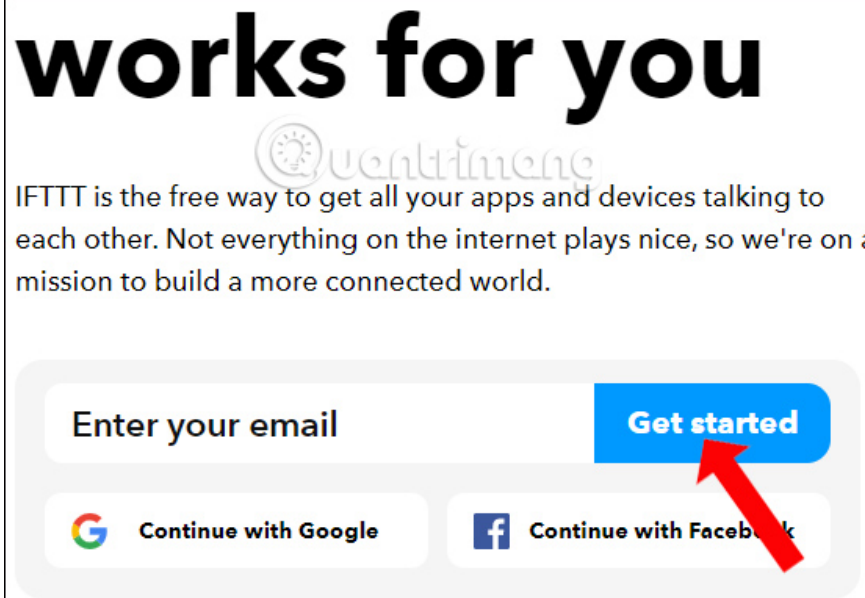 works for you
Quantrimang
IFTTT is the free way to get all your apps and devices talking to
each other. Not everything on the internet plays nice, so we're on a
mission to build a more connected world.
Enter your email
Get started
Continue with Google
Continue with Facebook